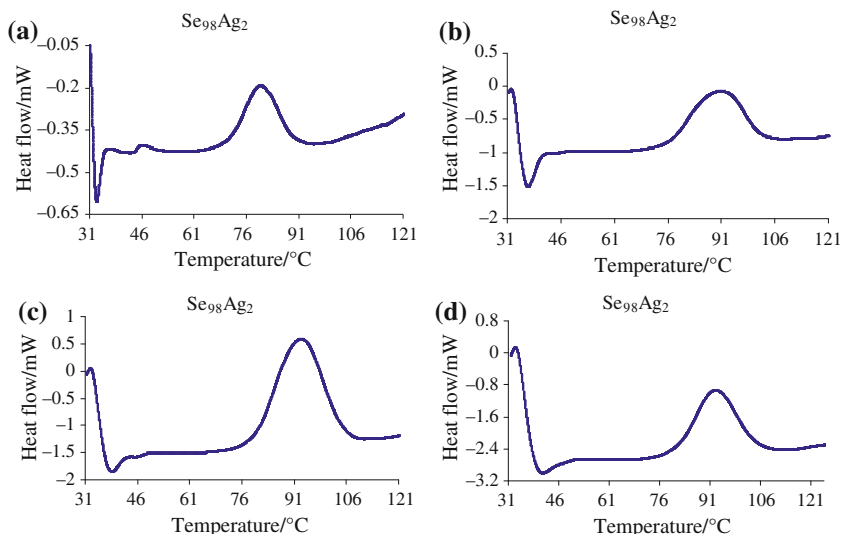 (a)
Se98Ag2
Heat flow/mW
−0.05
−0.2
−0.35
−0.5
−0.65
31 46 61 76 91 106 121
Temperature/°C
(b)
Se98Ag2
Heat flow/mW
0.5
0
−0.5
−1
−1.5
−2
31 46 61 76 91 106 121
Temperature/°C
(c)
Se98Ag2
Heat flow/mW
1
0.5
0
−0.5
−1
−1.5
−2
31 46 61 76 91 106 121
Temperature/°C
(d)
Se98Ag2
Heat flow/mW
0.8
0
−0.8
−1.6
−2.4
−3.2
31 46 61 76 91 106 121
Temperature/°C